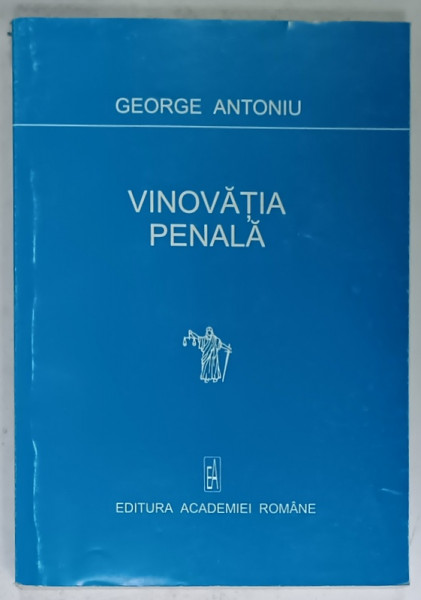 GEORGE ANTONIU
VINOVĂȚIA
PENALĂ
EA
EDITURA ACADEMIEI ROMÂNE